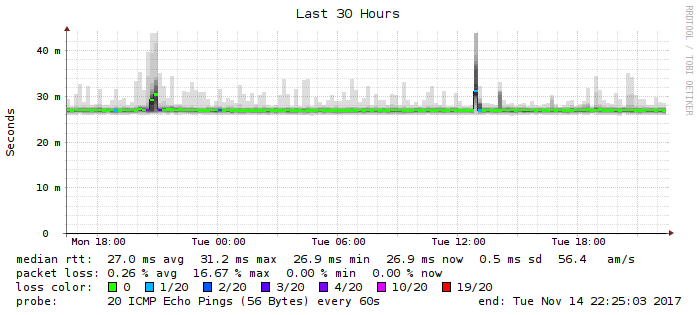 Last 30 Hours
RRDTOOL / TOBI OETIKER
Seconds
40 m
30 m
20 m
10 m
0
Mon 18:00 Tue 00:00 Tue 06:00 Tue 12:00 Tue 18:00
median rtt: 27.0 ms avg 31.2 ms max 26.9 ms min 26.9 ms now 0.5 ms sd 56.4 am/s
packet loss: 0.26 % avg 16.67 % max 0.00 % min 0.00 % now
loss color: 0 1/20 2/20 3/20 4/20 10/20 19/20
probe: 20 ICMP Echo Pings (56 Bytes) every 60s end: Tue Nov 14 22:25:03 2017